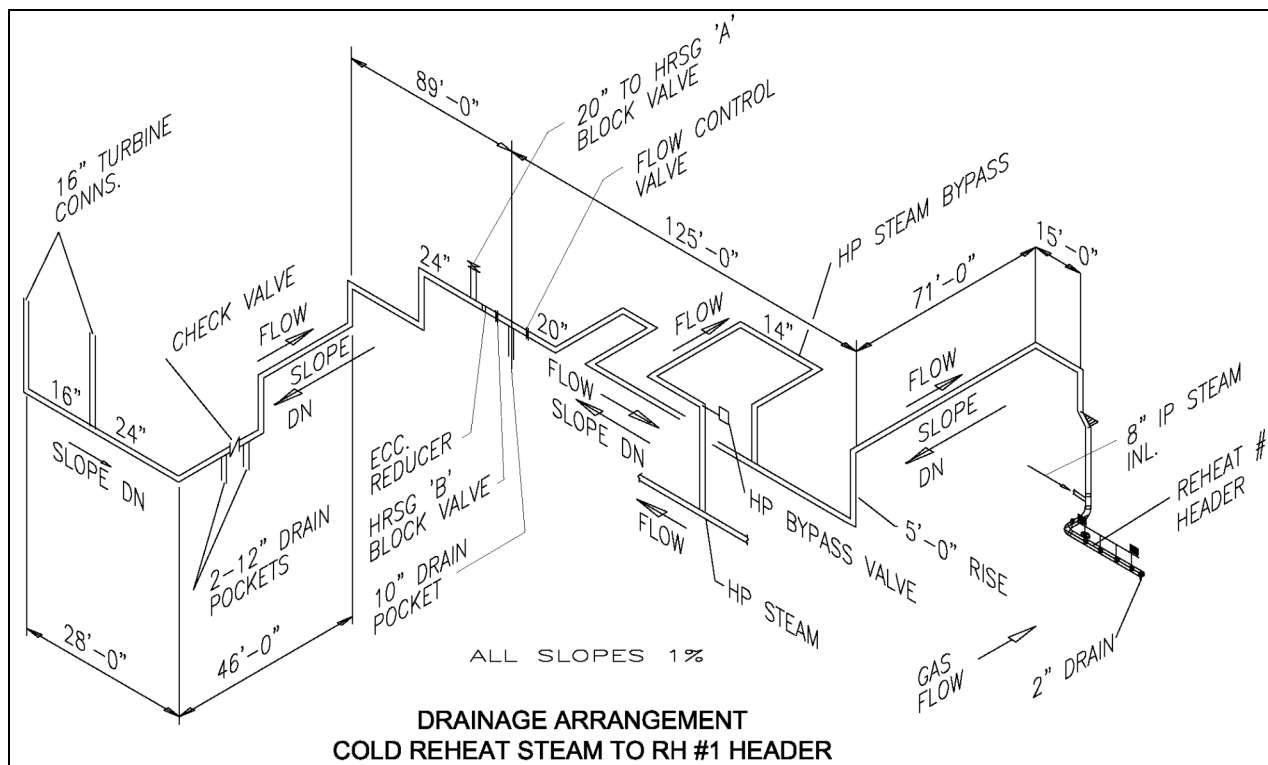 89'-0"
20" TO HRSG 'A'
BLOCK VALVE
FLOW CONTROL
VALVE
16" TURBINE
CONNS.
125'-0"
HP STEAM BYPASS
15'-0"
71'-0"
24"
CHECK VALVE
FLOW
SLOPE
DN
20"
FLOW
14"
FLOW
SLOPE DN
FLOW
SLOPE
DN
8" IP STEAM
INL.
REHEAT #
HEADER
16"
24"
SLOPE DN
ECC.
REDUCER
HRSG 'B'
BLOCK VALVE
10" DRAIN
POCKET
2-12" DRAIN
POCKETS
FLOW
HP BYPASS VALVE
HP STEAM
5'-0" RISE
28'-0"
46'-0"
GAS
FLOW
2" DRAIN
ALL SLOPES 1%
DRAINAGE ARRANGEMENT
COLD REHEAT STEAM TO RH #1 HEADER